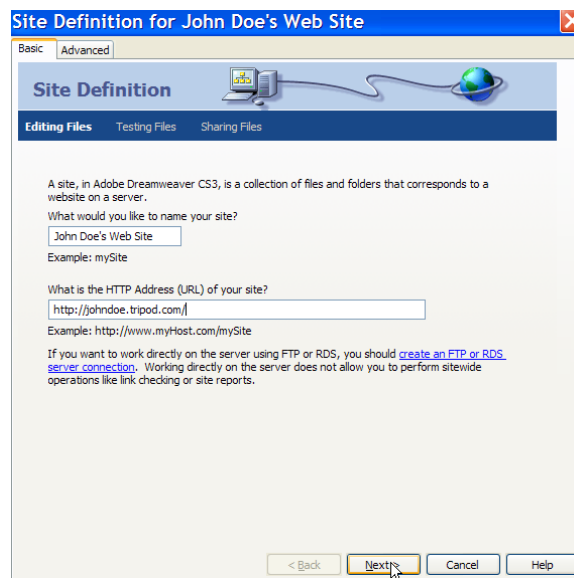 Site Definition for John Doe's Web Site
Basic Advanced
Site Definition
Editing Files Testing Files Sharing Files
A site, in Adobe Dreamweaver CS3, is a collection of files and folders that corresponds to a
website on a server.
What would you like to name your site?
John Doe's Web Site
Example: mySite
What is the HTTP Address (URL) of your site?
http://johndoe.tripod.com/
Example: http://www.myHost.com/mySite
If you want to work directly on the server using FTP or RDS, you should create an FTP or RDS
server connection. Working directly on the server does not allow you to perform sitewide
operations like link checking or site reports.
< Back Next > Cancel Help